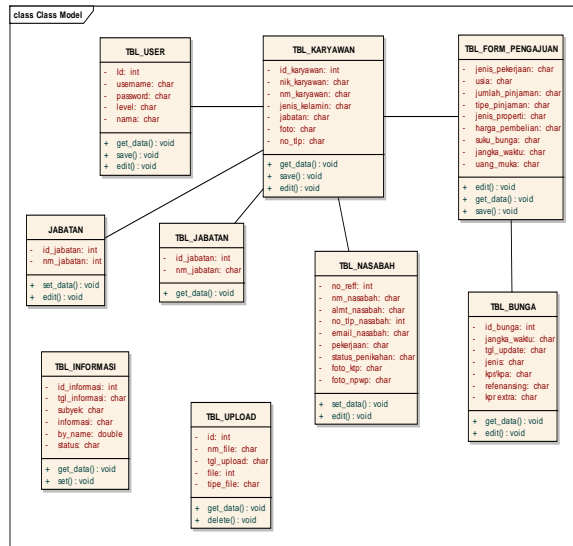 class Class Model
TBL_USER
- Id: int
- username: char
- password: char
- level: char
- nama: char
+ get_data() : void
+ save() : void
+ edit() : void
TBL_KARYAWAN
- id_karyawan: int
- nik_karyawan: char
- nm_karyawan: char
- jenis_kelamin: char
- jabatan: char
- foto: char
- no_tlp: char
+ get_data() : void
+ save() : void
+ edit() : void
TBL_FORM_PENGAJUAN
- jenis_pekerjaan: char
- usia: char
- jumlah_pinjaman: char
- tipe_pinjaman: char
- jenis_properti: char
- harga_pembelian: char
- suku_bunga: char
- jangka_waktu: char
- uang_muka: char
+ edit() : void
+ get_data() : void
+ save() : void
JABATAN
- id_jabatan: int
- nm_jabatan: int
+ set_data() : void
+ edit() : void
TBL_JABATAN
- id_jabatan: int
- nm_jabatan: char
+ get_data() : void
TBL_NASABAH
- no_reff: int
- nm_nasabah: char
- almt_nasabah: char
- no_tlp_nasabah: int
- email_nasabah: char
- pekerjaan: char
- status_penikahan: char
- foto_ktp: char
- foto_npwp: char
+ set_data() : void
+ edit() : void
TBL_BUNGA
- id_bunga: int
- jangka_waktu: char
- tgl_update: char
- jenis: char
- kpr/kpa: char
- refenansing: char
- kpr extra: char
+ get_data() : void
+ edit() : void
TBL_INFORMASI
- id_informasi: int
- tgl_informasi: char
- subyek: char
- informasi: char
- by_name: double
- status: char
+ get_data() : void
+ set() : void
TBL_UPLOAD
- id: int
- nm_file: char
- tgl_upload: char
- file: int
- tipe_file: char
+ get_data() : void
+ delete() : void